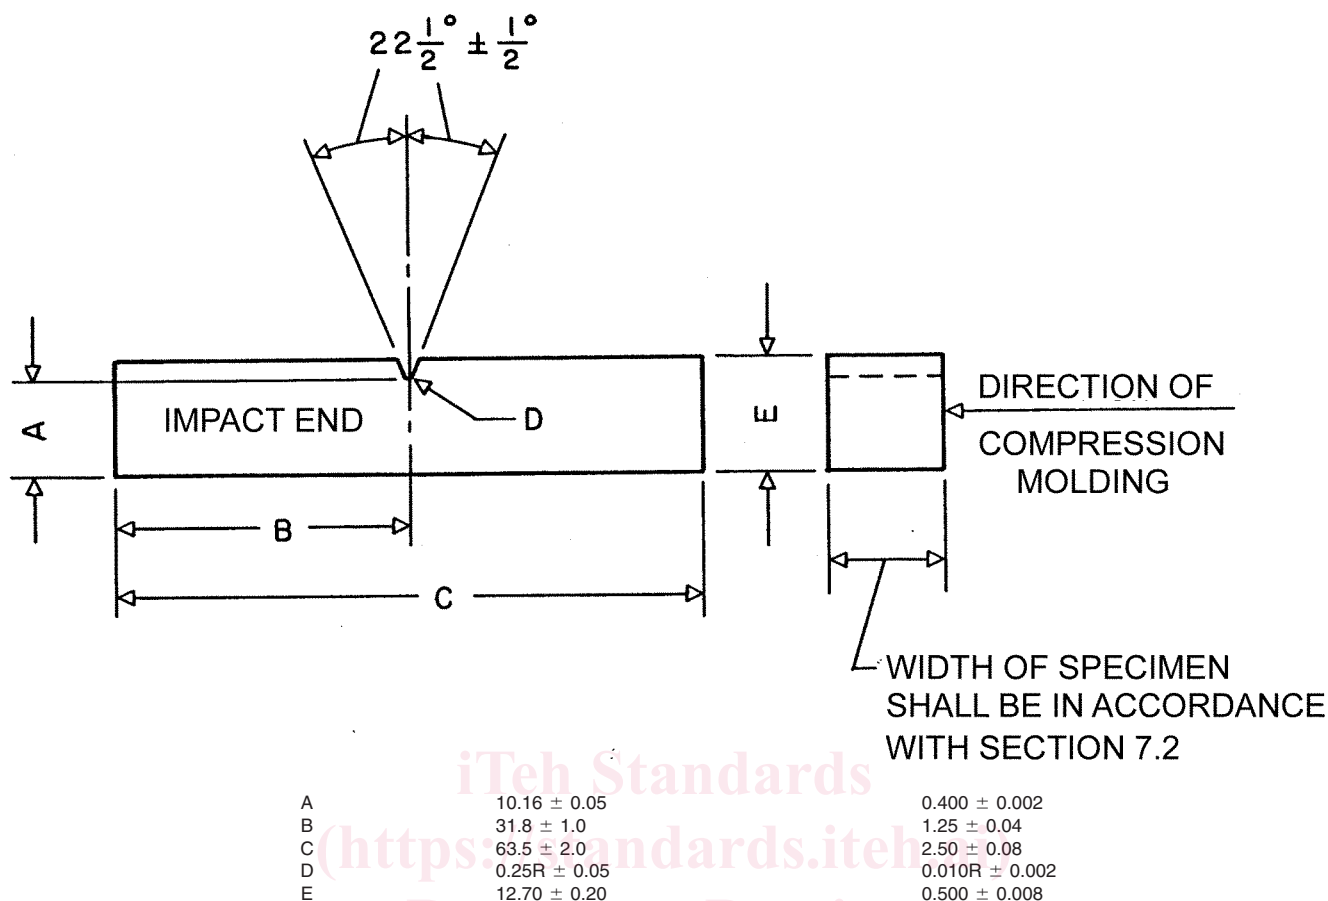 22 1/2° ± 1/2°
IMPACT END
A
B
C
D
E
DIRECTION OF
COMPRESSION
MOLDING
WIDTH OF SPECIMEN
SHALL BE IN ACCORDANCE
WITH SECTION 7.2
iTeh Standards
(https://standards.iteh.ai)
A 10.16 ± 0.05 0.400 ± 0.002
B 31.8 ± 1.0 1.25 ± 0.04
C 63.5 ± 2.0 2.50 ± 0.08
D 0.25R ± 0.05 0.010R ± 0.002
E 12.70 ± 0.20 0.500 ± 0.008